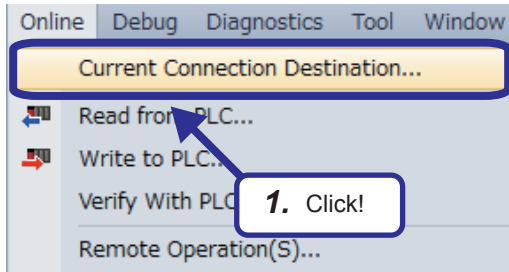 Online Debug Diagnostics Tool Window
Current Connection Destination...
Read from PLC...
Write to PLC...
Verify With PLC
1. Click!
Remote Operation(S)...